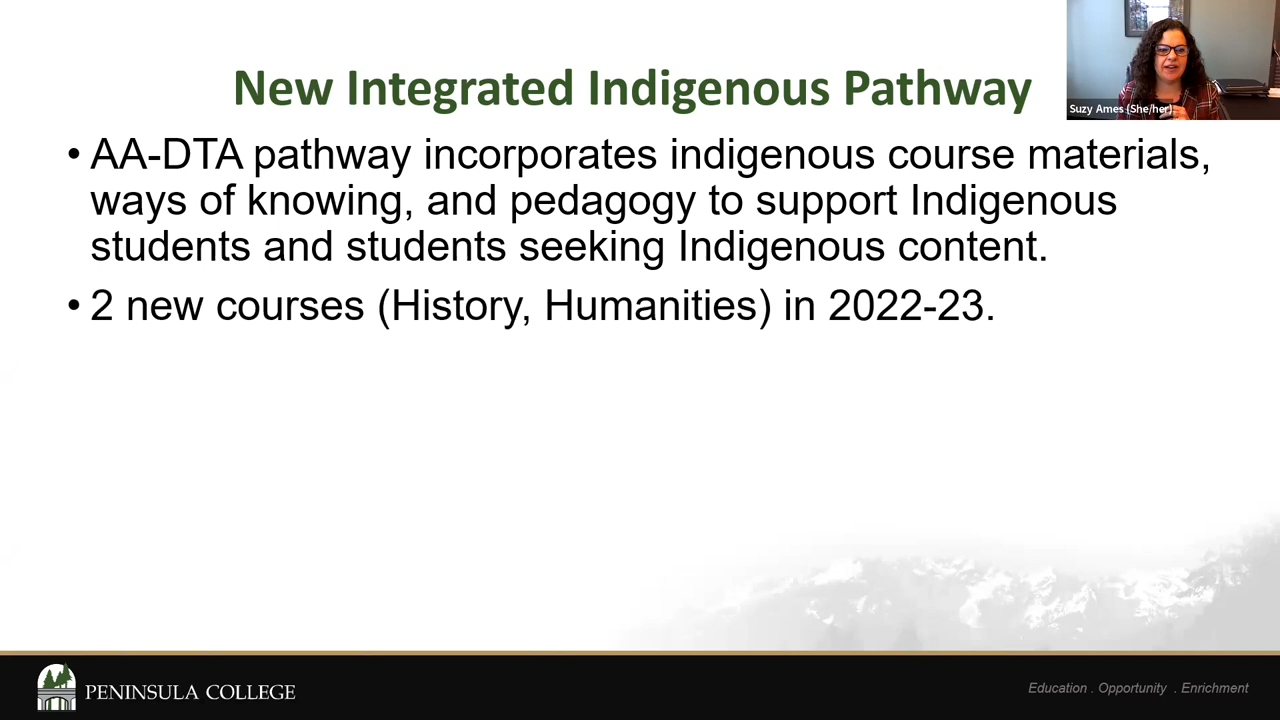 New Integrated Indigenous Pathway
Suzy Ames (She/her)
• AA-DTA pathway incorporates indigenous course materials,
ways of knowing, and pedagogy to support Indigenous
students and students seeking Indigenous content.
• 2 new courses (History, Humanities) in 2022-23.
PENINSULA COLLEGE
Education . Opportunity . Enrichment